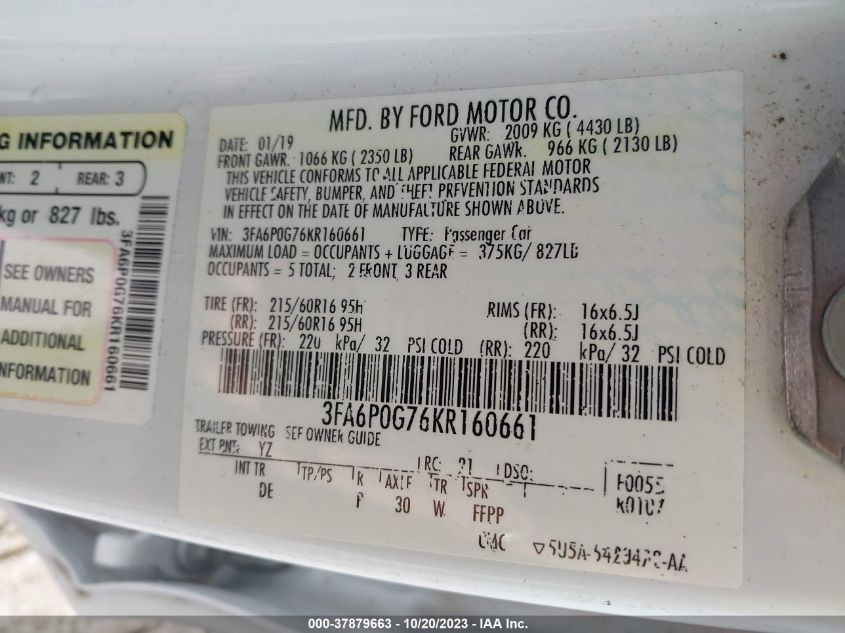 G INFORMATION
NT: 2 REAR: 3
kg or 827 lbs.
SEE OWNERS
MANUAL FOR
ADDITIONAL
INFORMATION
3FA6P0G76KR160661
MFD. BY FORD MOTOR CO.
DATE: 01/19 GVWR: 2009 KG ( 4430 LB)
FRONT GAWR: 1066 KG ( 2350 LB) REAR GAWR: 966 KG ( 2130 LB)
THIS VEHICLE CONFORMS TO ALL APPLICABLE FEDERAL MOTOR
VEHICLE SAFETY, BUMPER, AND THEFT PREVENTION STANDARDS
IN EFFECT ON THE DATE OF MANUFACTURE SHOWN ABOVE.
VIN: 3FA6P0G76KR160661 TYPE: Passenger Car
MAXIMUM LOAD = OCCUPANTS + LUGGAGE = 375KG/ 827LB
OCCUPANTS = 5 TOTAL; 2 FRONT, 3 REAR
TIRE (FR): 215/60R16 95H RIMS (FR): 16x6.5J
(RR): 215/60R16 95H (RR): 16x6.5J
PRESSURE (FR): 220 kPa/ 32 PSI COLD (RR): 220 kPa/ 32 PSI COLD
3FA6P0G76KR160661
TRAILER TOWING SEE OWNER GUIDE
EXT PNT: YZ RC: 21 DSO:
INT TR TP/PS R AXLE TR SPR F0055
DE 30 W FFPP
000-37879663 - 10/20/2023 - IAA Inc.